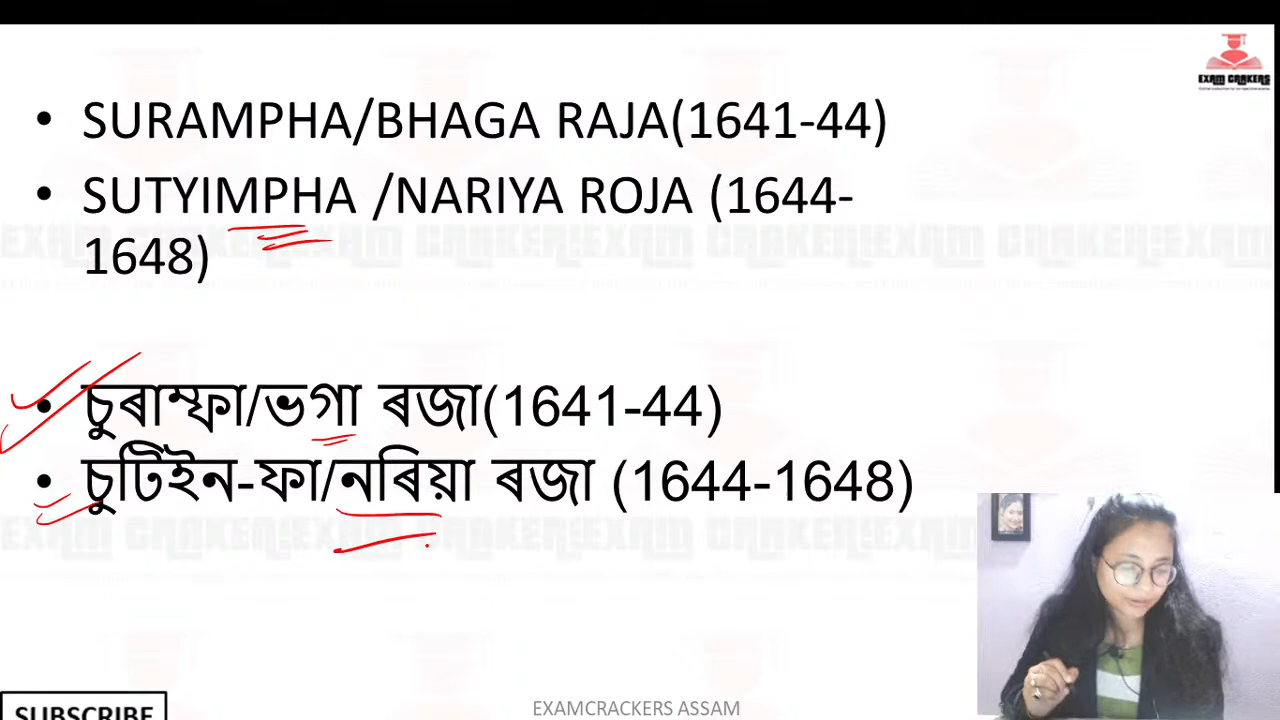 EXAM CRAKERS
• SURAMPHA/BHAGA RAJA(1641-44)
• SUTYIMPHA /NARIYA ROJA (1644-
1648)
• চুৰাম্ফা/ভগা ৰজা(1641-44)
• চুটিংইন-ফা/নৰিয়া ৰজা (1644-1648)
SUBSCRIBE
EXAMCRACKERS ASSAM